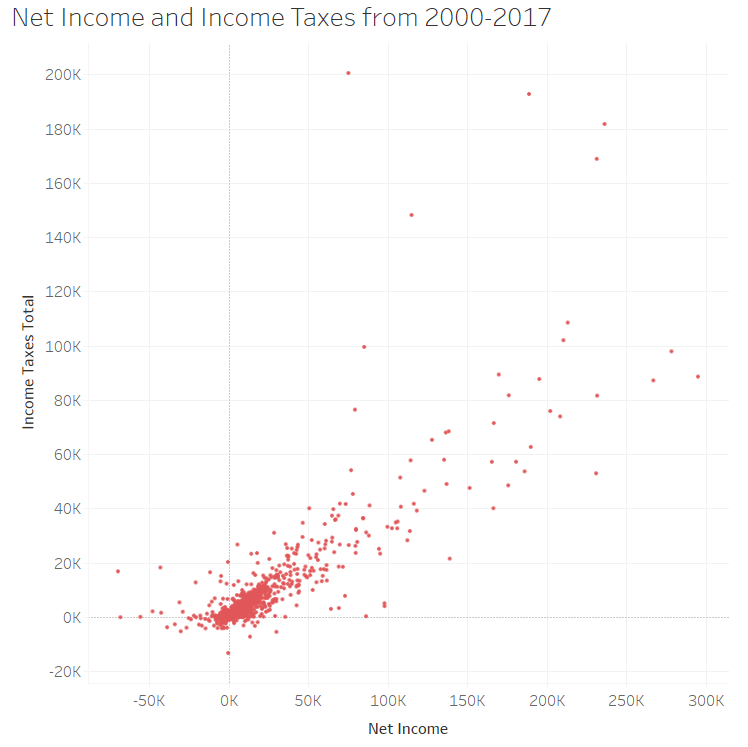 Net Income and Income Taxes from 2000-2017
200K
180K
160K
140K
120K
100K
80K
60K
40K
20K
0K
-20K
Income Taxes Total
-50K 0K 50K 100K 150K 200K 250K 300K
Net Income